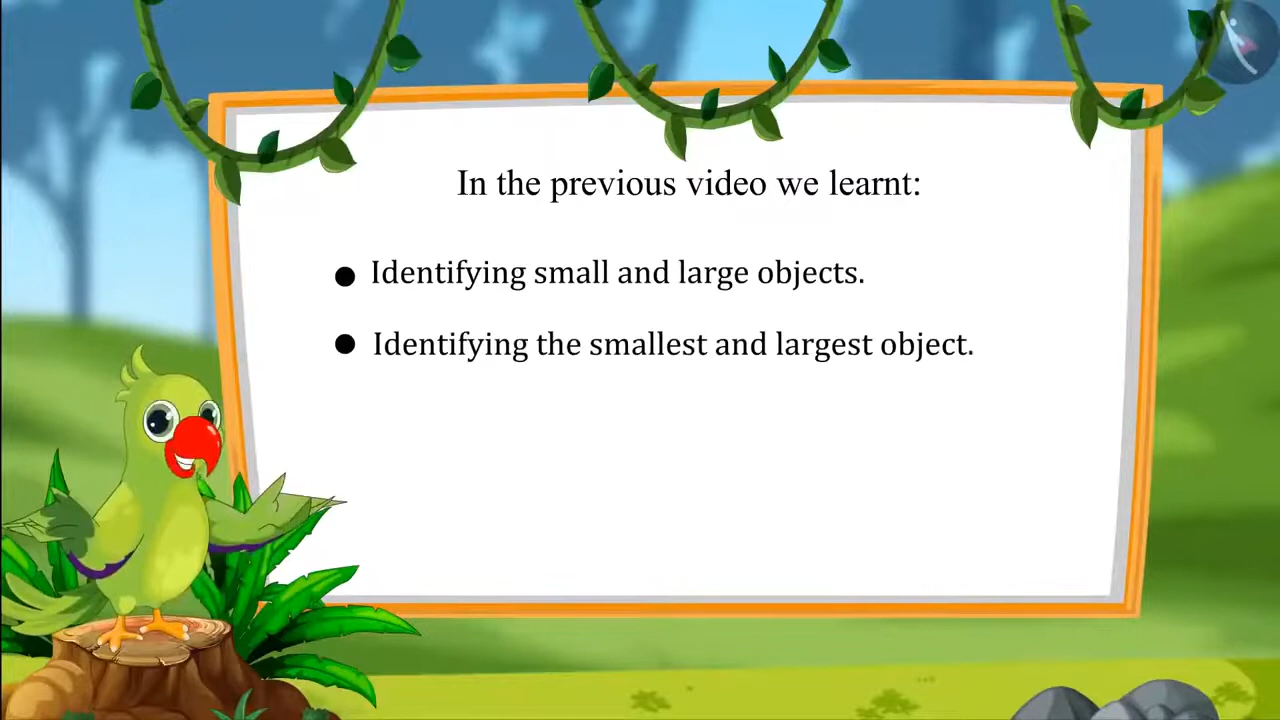 In the previous video we learnt:
● Identifying small and large objects.
● Identifying the smallest and largest object.